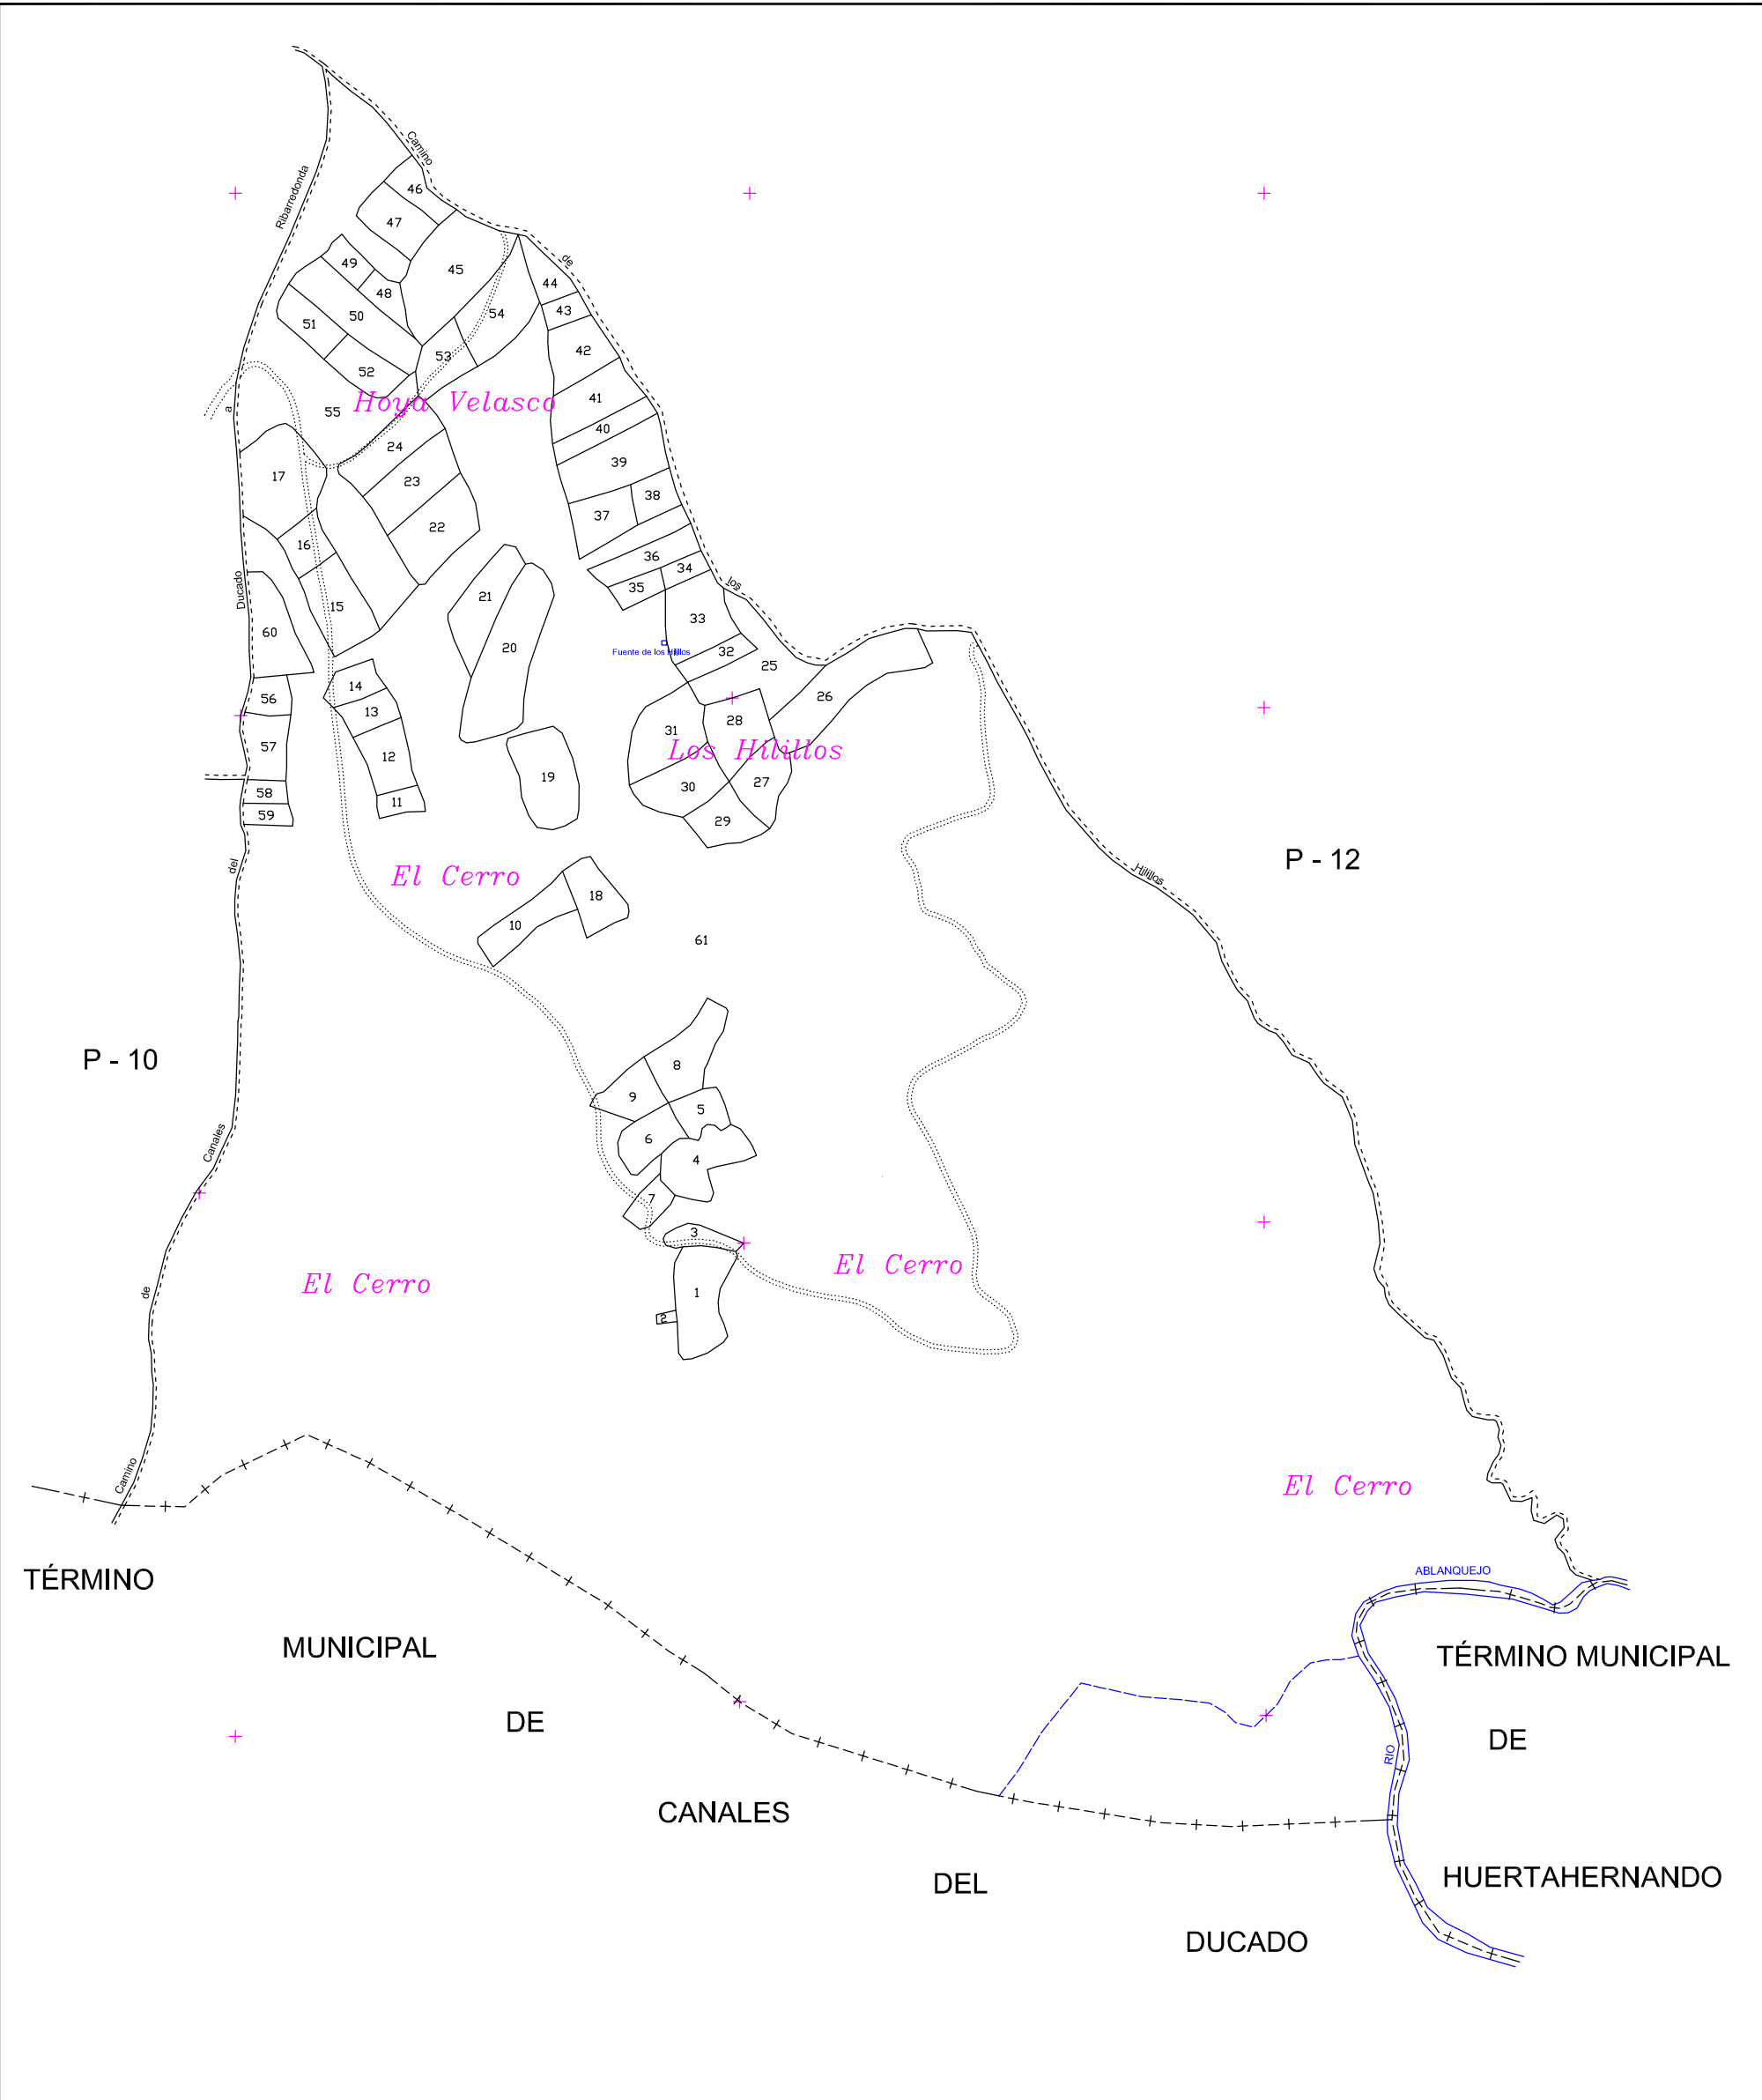 Camino
46
Ribarredonda
47
de
49
45
44
48
43
54
50
51
42
53
52
a
55
Hoya Velasco
41
40
24
39
17
23
38
37
22
16
36
34
35
los
Ducado
21
15
33
60
20
Fuente de los Hilillos
32
25
14
56
26
13
28
31
57
Los Hilillos
12
19
27
30
58
11
59
29
del
P - 12
El Cerro
Hilillos
18
10
61
P - 10
8
9
5
6
Canales
4
7
3
El Cerro
El Cerro
de
1
2
Camino
El Cerro
ABLANQUEJO
TÉRMINO
MUNICIPAL
TÉRMINO MUNICIPAL
DE
DE
RIO
CANALES
HUERTAHERNANDO
DEL
DUCADO